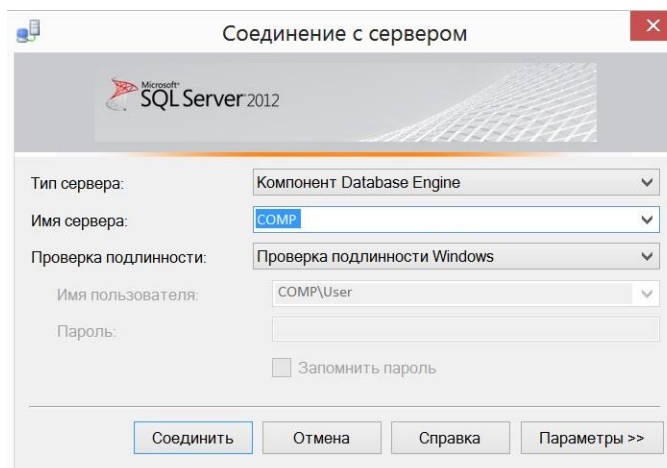 Соединение с сервером
Microsoft
SQL Server 2012
Тип сервера: Компонент Database Engine
Имя сервера: COMP
Проверка подлинности: Проверка подлинности Windows
Имя пользователя: COMP\User
Пароль:
Запомнить пароль
Соединить Отмена Справка Параметры >>